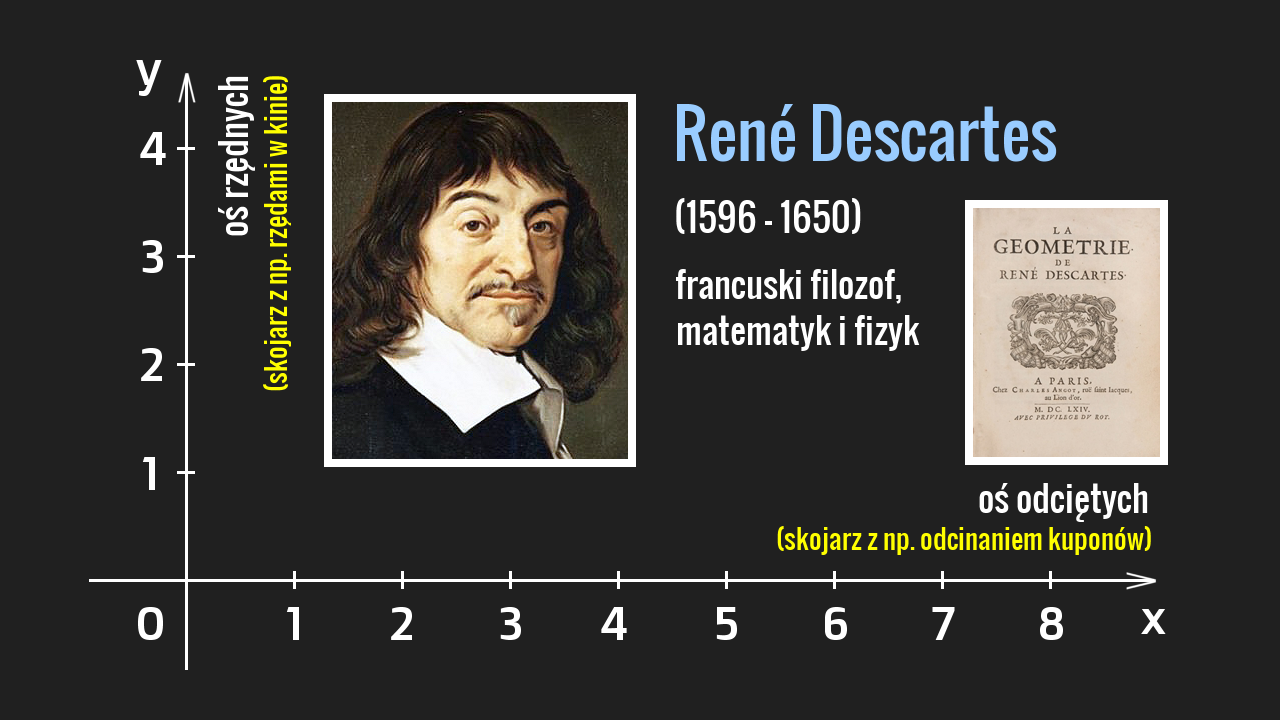 y
4
3
2
1
0
oś rzędnych
(skojarz z np. rzędami w kinie)
René Descartes
(1596 - 1650)
francuski filozof,
matematyk i fizyk
LA
GEOMETRIE
DE
RENÉ DESCARTES.
A PARIS,
Chez CHARLES ANGOT, ruë saint Iacques,
au Lion d'or.
M. DC. LXIV.
AVEC PRIVILEGE DV ROY.
oś odciętych
(skojarz z np. odcinaniem kuponów)
1 2 3 4 5 6 7 8 x